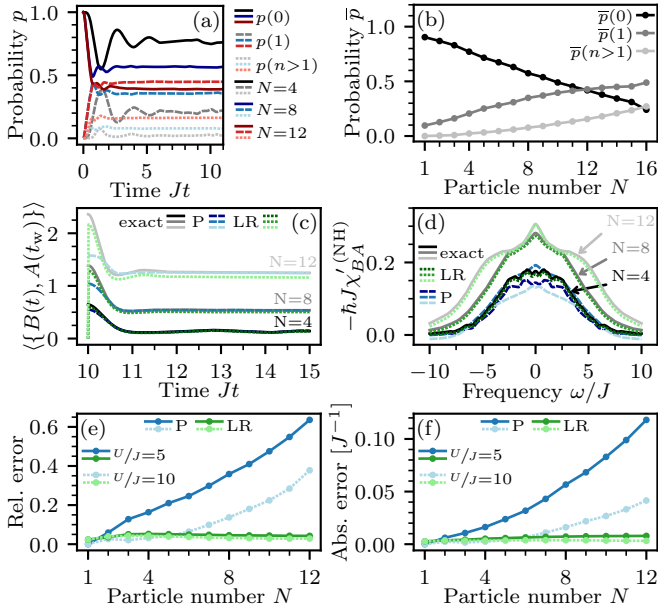 (a)
Probability p
1.0
0.5
0.0
0
5
10
Time Jt
p(0)
p(1)
p(n>1)
N=4
N=8
N=12
(b)
Probability p̅
1.0
0.5
0.0
1
4
8
12
16
Particle number N
p̅(0)
p̅(1)
p̅(n>1)
(c)
⟨{B(t), A(t_w)}⟩
2
1
0
10
11
12
13
14
15
Time Jt
exact P LR
N=12
N=8
N=4
(d)
−ħJχ′_BA^(NH)
0.2
0.0
−10
−5
0
5
10
Frequency ω/J
exact
LR
P
N=12
N=8
N=4
(e)
Rel. error
0.6
0.4
0.2
0.0
1
4
8
12
Particle number N
P LR
U/J=5
U/J=10
(f)
Abs. error [J⁻¹]
0.10
0.05
0.00
1
4
8
12
Particle number N
P LR
U/J=5
U/J=10